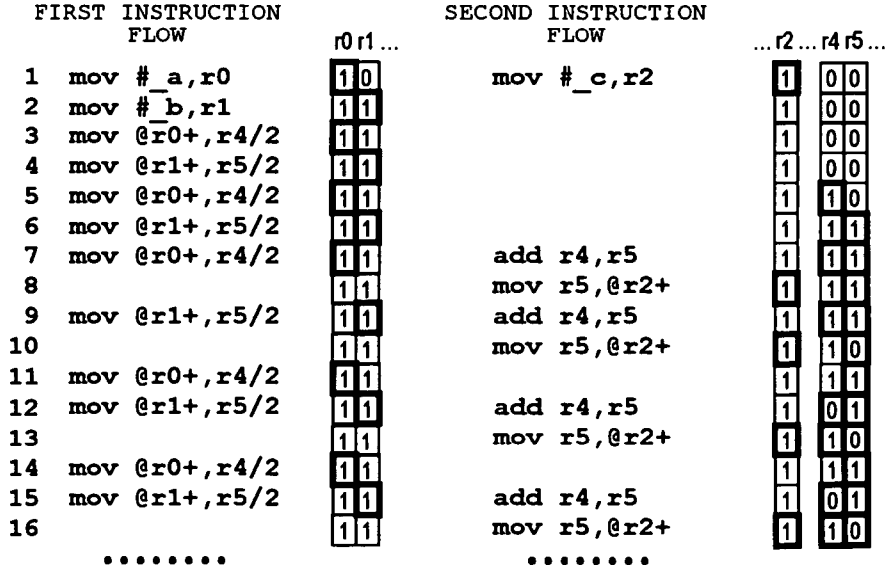 FIRST INSTRUCTION SECOND INSTRUCTION
FLOW r0 r1 ... FLOW ... r2 ... r4 r5 ...
1 mov #_a,r0 1 0 mov #_c,r2 1 0 0
2 mov #_b,r1 1 1 1 0 0
3 mov @r0+,r4/2 1 1 1 0 0
4 mov @r1+,r5/2 1 1 1 0 0
5 mov @r0+,r4/2 1 1 1 1 0
6 mov @r1+,r5/2 1 1 1 1 1
7 mov @r0+,r4/2 1 1 add r4,r5 1 1 1
8 1 1 mov r5,@r2+ 1 1 1
9 mov @r1+,r5/2 1 1 add r4,r5 1 1 1
10 1 1 mov r5,@r2+ 1 1 0
11 mov @r0+,r4/2 1 1 1 1 1
12 mov @r1+,r5/2 1 1 add r4,r5 1 0 1
13 1 1 mov r5,@r2+ 1 1 0
14 mov @r0+,r4/2 1 1 1 1 1
15 mov @r1+,r5/2 1 1 add r4,r5 1 0 1
16 1 1 mov r5,@r2+ 1 1 0